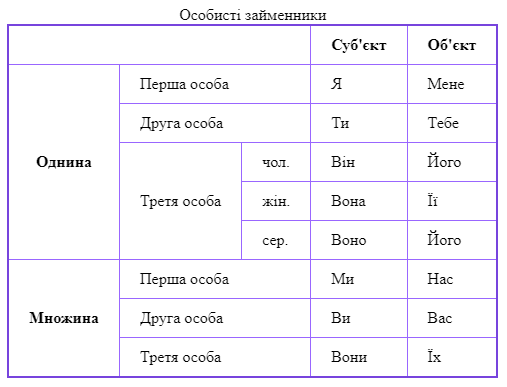 Особисті займенники
Суб'єкт Об'єкт
Однина
Перша особа Я Мене
Друга особа Ти Тебе
Третя особа
чол. Він Його
жін. Вона Її
сер. Воно Його
Множина
Перша особа Ми Нас
Друга особа Ви Вас
Третя особа Вони Їх